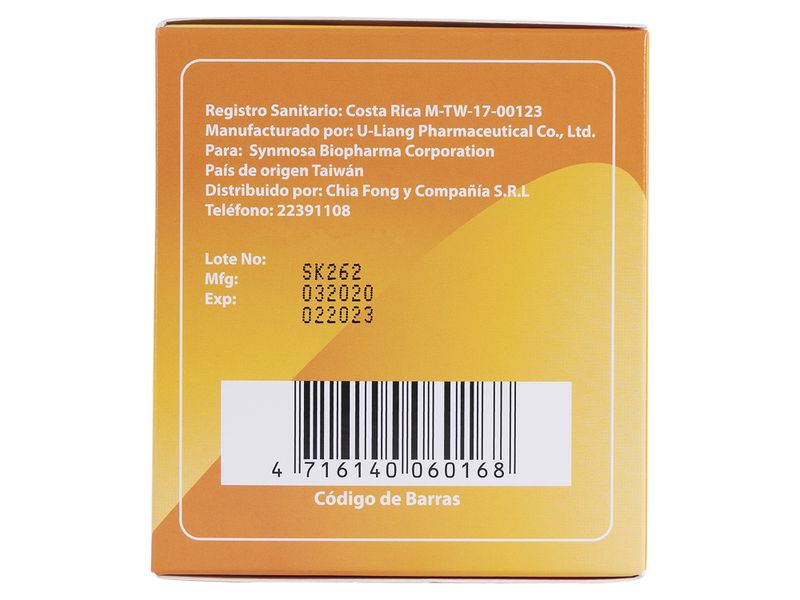 Registro Sanitario: Costa Rica M-TW-17-00123
Manufacturado por: U-Liang Pharmaceutical Co., Ltd.
Para: Synmosa Biopharma Corporation
País de origen Taiwán
Distribuido por: Chia Fong y Compañía S.R.L
Teléfono: 22391108
Lote No: SK262
Mfg: 032020
Exp: 022023
4 716140 060168
Código de Barras